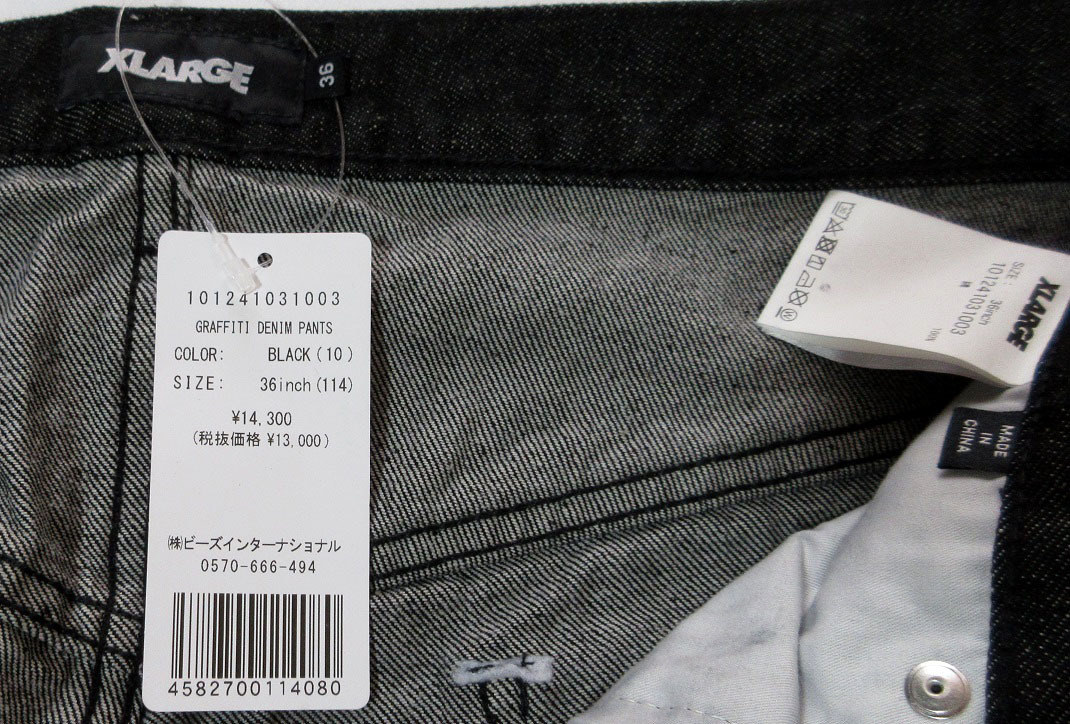 XLARGE
36
101241031003
GRAFFITI DENIM PANTS
COLOR: BLACK(10)
SIZE: 36inch(114)
¥14,300
(税抜価格 ¥13,000)
㈱ビーズインターナショナル
0570-666-494
4582700114080
XLARGE
101241031003
SIZE: 36inch
綿 100%
MADE
IN
CHINA